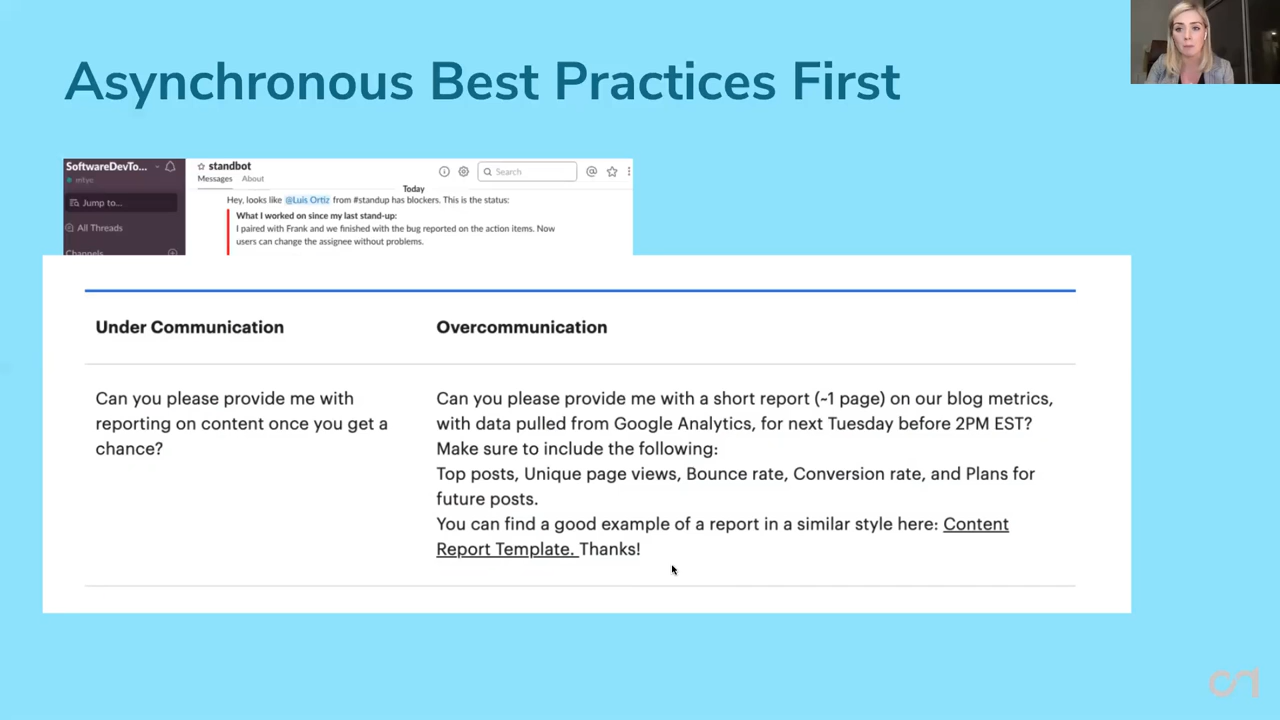 Asynchronous Best Practices First
SoftwareDevTo...
standbot
Messages About
Search
Jump to...
All Threads
Channels
Today
Hey, looks like @Luis Ortiz from #standup has blockers. This is the status:
What I worked on since my last stand-up:
I paired with Frank and we finished with the bug reported on the action items. Now
users can change the assignee without problems.
Under Communication
Overcommunication
Can you please provide me with
reporting on content once you get a
chance?
Can you please provide me with a short report (~1 page) on our blog metrics,
with data pulled from Google Analytics, for next Tuesday before 2PM EST?
Make sure to include the following:
Top posts, Unique page views, Bounce rate, Conversion rate, and Plans for
future posts.
You can find a good example of a report in a similar style here: Content
Report Template. Thanks!